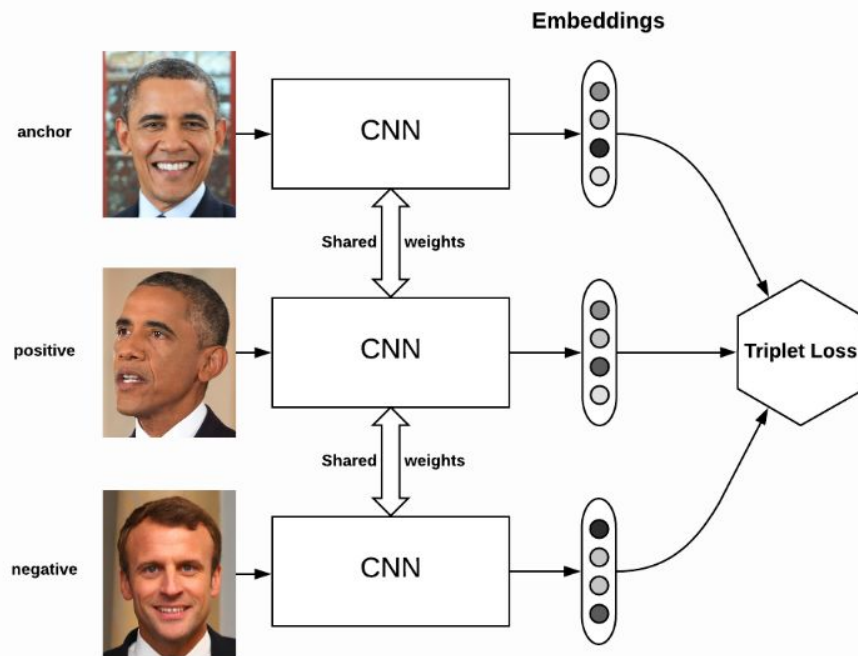 Embeddings
anchor
CNN
Shared weights
positive
CNN
Triplet Loss
Shared weights
negative
CNN